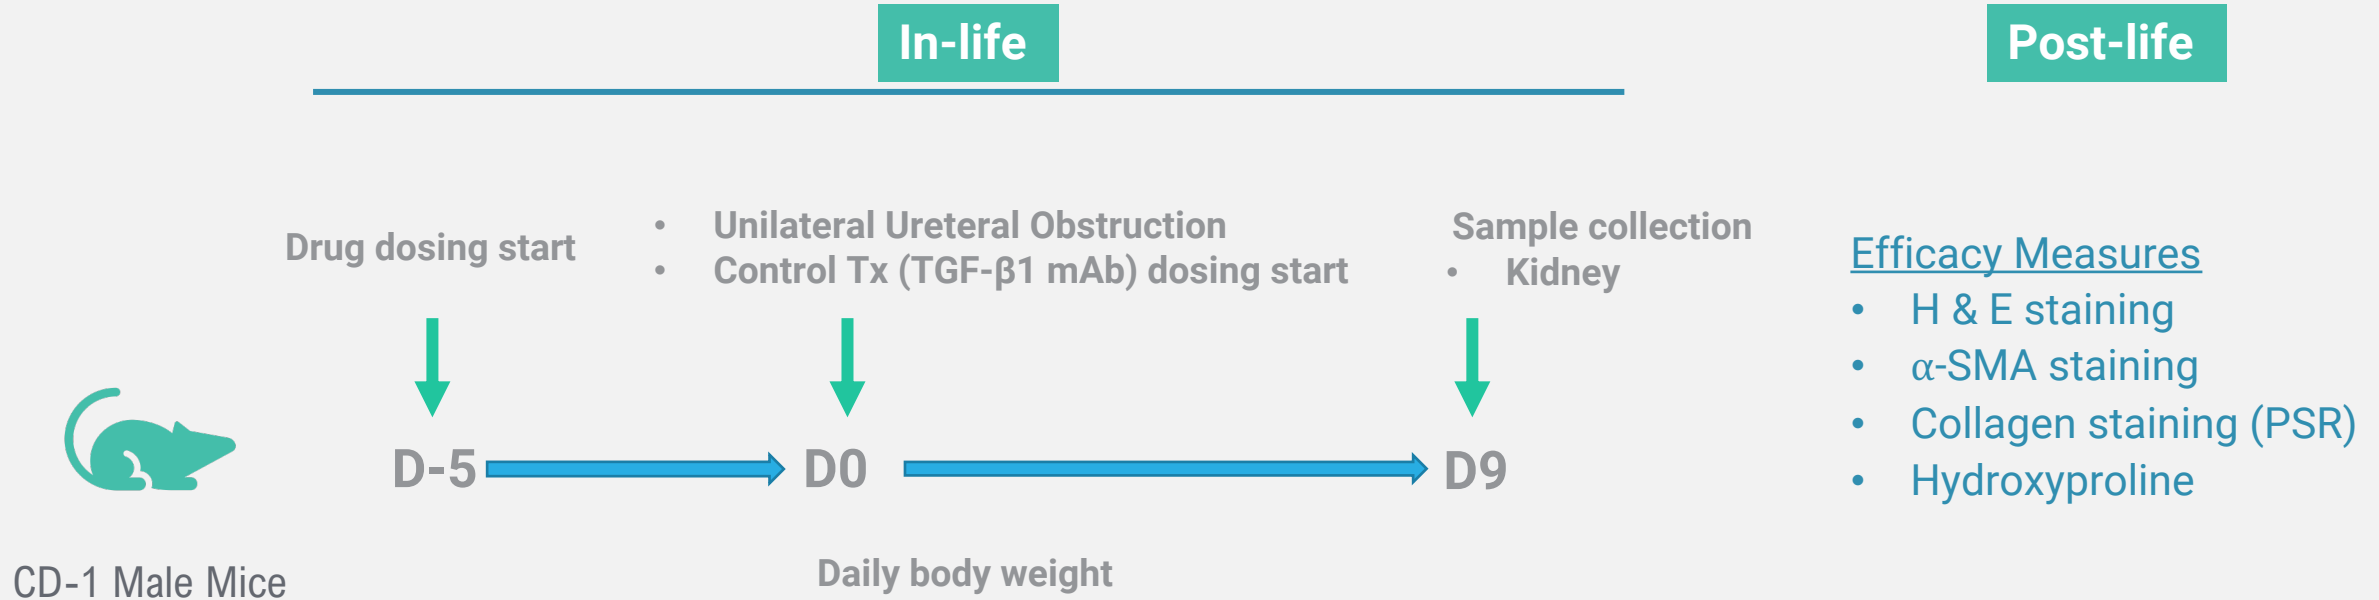 In-life
Post-life
Drug dosing start
• Unilateral Ureteral Obstruction
• Control Tx (TGF-β1 mAb) dosing start
Sample collection
• Kidney
Efficacy Measures
• H & E staining
• α-SMA staining
• Collagen staining (PSR)
• Hydroxyproline
D-5
D0
D9
CD-1 Male Mice
Daily body weight